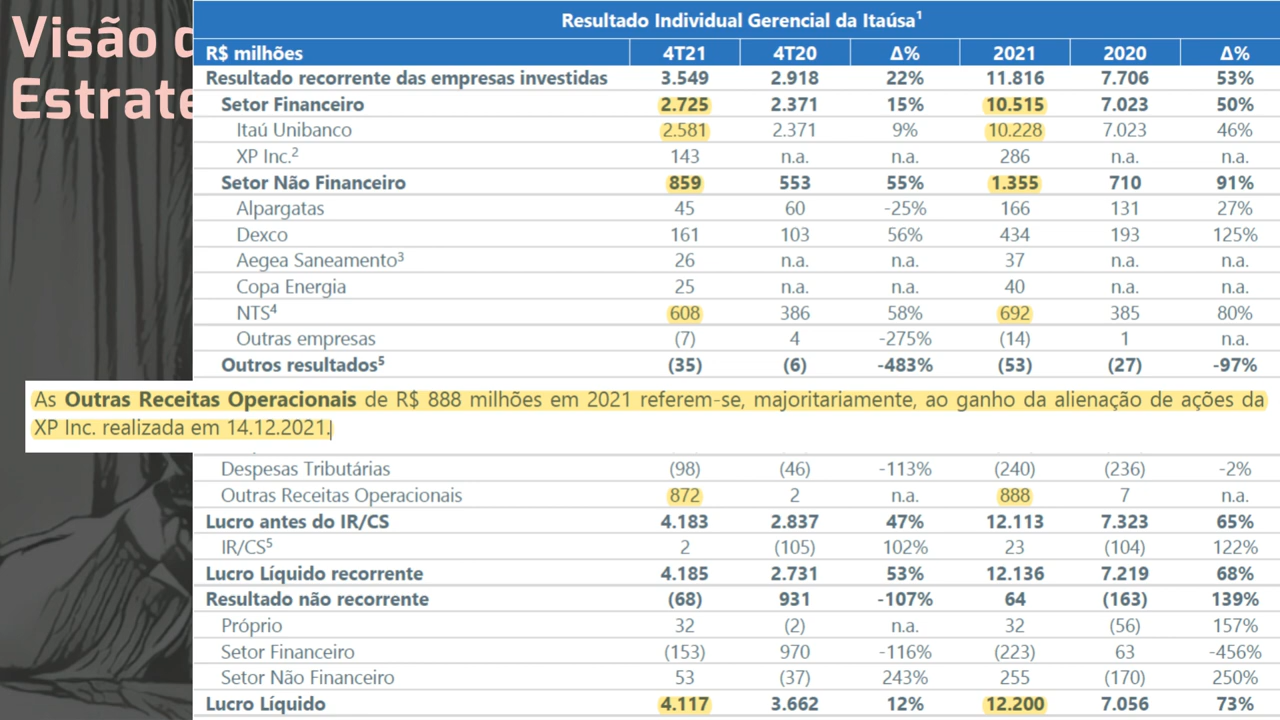 Visão
Estrate
Resultado Individual Gerencial da Itaúsa¹
R$ milhões 4T21 4T20 Δ% 2021 2020 Δ%
Resultado recorrente das empresas investidas 3.549 2.918 22% 11.816 7.706 53%
Setor Financeiro 2.725 2.371 15% 10.515 7.023 50%
Itaú Unibanco 2.581 2.371 9% 10.228 7.023 46%
XP Inc.² 143 n.a. n.a. 286 n.a. n.a.
Setor Não Financeiro 859 553 55% 1.355 710 91%
Alpargatas 45 60 -25% 166 131 27%
Dexco 161 103 56% 434 193 125%
Aegea Saneamento³ 26 n.a. n.a. 37 n.a. n.a.
Copa Energia 25 n.a. n.a. 40 n.a. n.a.
NTS⁴ 608 386 58% 692 385 80%
Outras empresas (7) 4 -275% (14) 1 n.a.
Outros resultados⁵ (35) (6) -483% (53) (27) -97%
As Outras Receitas Operacionais de R$ 888 milhões em 2021 referem-se, majoritariamente, ao ganho da alienação de ações da
XP Inc. realizada em 14.12.2021.
Despesas Tributárias (98) (46) -113% (240) (236) -2%
Outras Receitas Operacionais 872 2 n.a. 888 7 n.a.
Lucro antes do IR/CS 4.183 2.837 47% 12.113 7.323 65%
IR/CS⁵ 2 (105) 102% 23 (104) 122%
Lucro Líquido recorrente 4.185 2.731 53% 12.136 7.219 68%
Resultado não recorrente (68) 931 -107% 64 (163) 139%
Próprio 32 (2) n.a. 32 (56) 157%
Setor Financeiro (153) 970 -116% (223) 63 -456%
Setor Não Financeiro 53 (37) 243% 255 (170) 250%
Lucro Líquido 4.117 3.662 12% 12.200 7.056 73%